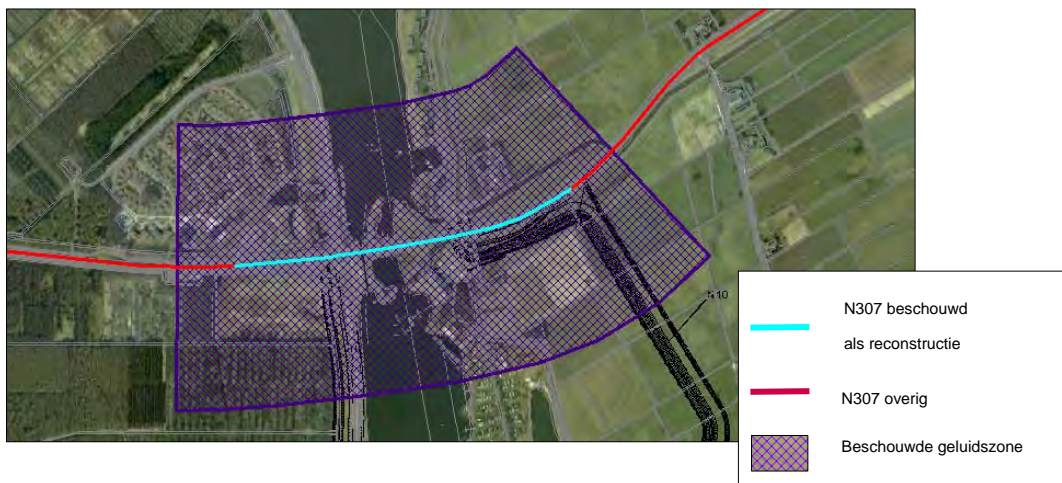 N307 beschouwd
als reconstructie
N307 overig
Beschouwde geluidszone